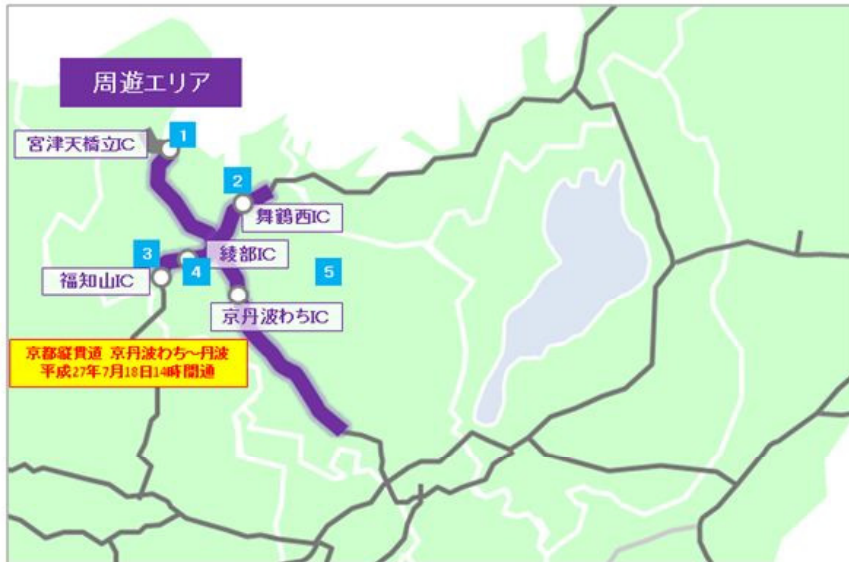 周遊エリア
宮津天橋立IC
1
2
舞鶴西IC
3
4
綾部IC
5
福知山IC
京丹波わちIC
京都縦貫道 京丹波わち～丹波
平成27年7月18日14時開通